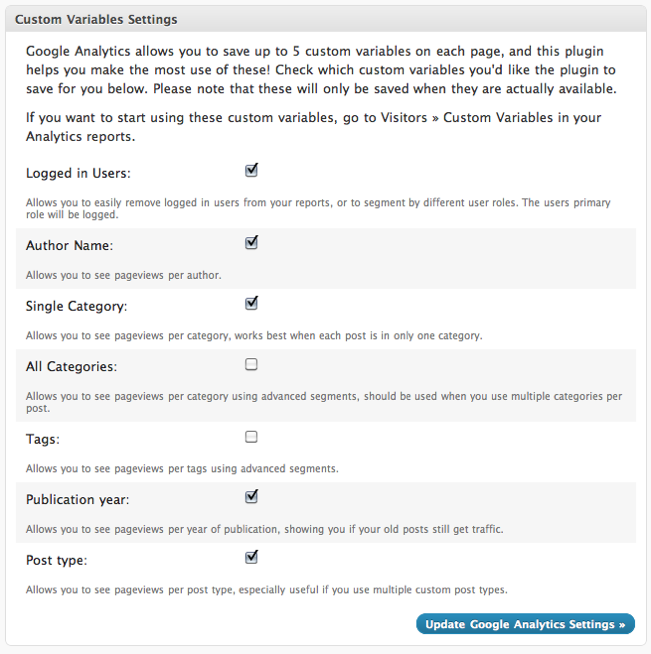 Custom Variables Settings
Google Analytics allows you to save up to 5 custom variables on each page, and this plugin
helps you make the most use of these! Check which custom variables you'd like the plugin to
save for you below. Please note that these will only be saved when they are actually available.
If you want to start using these custom variables, go to Visitors » Custom Variables in your
Analytics reports.
Logged in Users:
Allows you to easily remove logged in users from your reports, or to segment by different user roles. The users primary
role will be logged.
Author Name:
Allows you to see pageviews per author.
Single Category:
Allows you to see pageviews per category, works best when each post is in only one category.
All Categories:
Allows you to see pageviews per category using advanced segments, should be used when you use multiple categories per
post.
Tags:
Allows you to see pageviews per tags using advanced segments.
Publication year:
Allows you to see pageviews per year of publication, showing you if your old posts still get traffic.
Post type:
Allows you to see pageviews per post type, especially useful if you use multiple custom post types.
Update Google Analytics Settings »